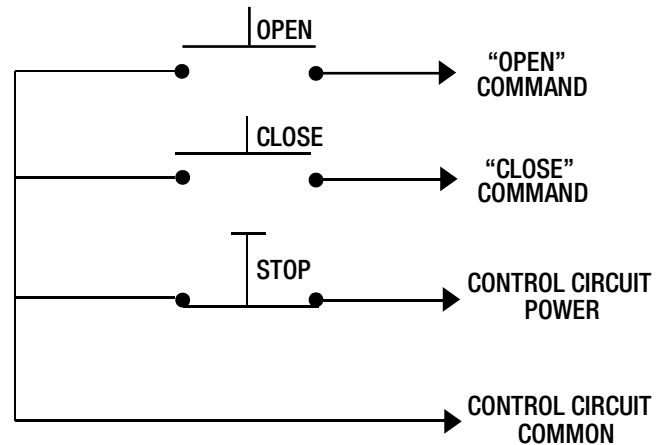 OPEN
“OPEN”
COMMAND
CLOSE
“CLOSE”
COMMAND
STOP
CONTROL CIRCUIT
POWER
CONTROL CIRCUIT
COMMON